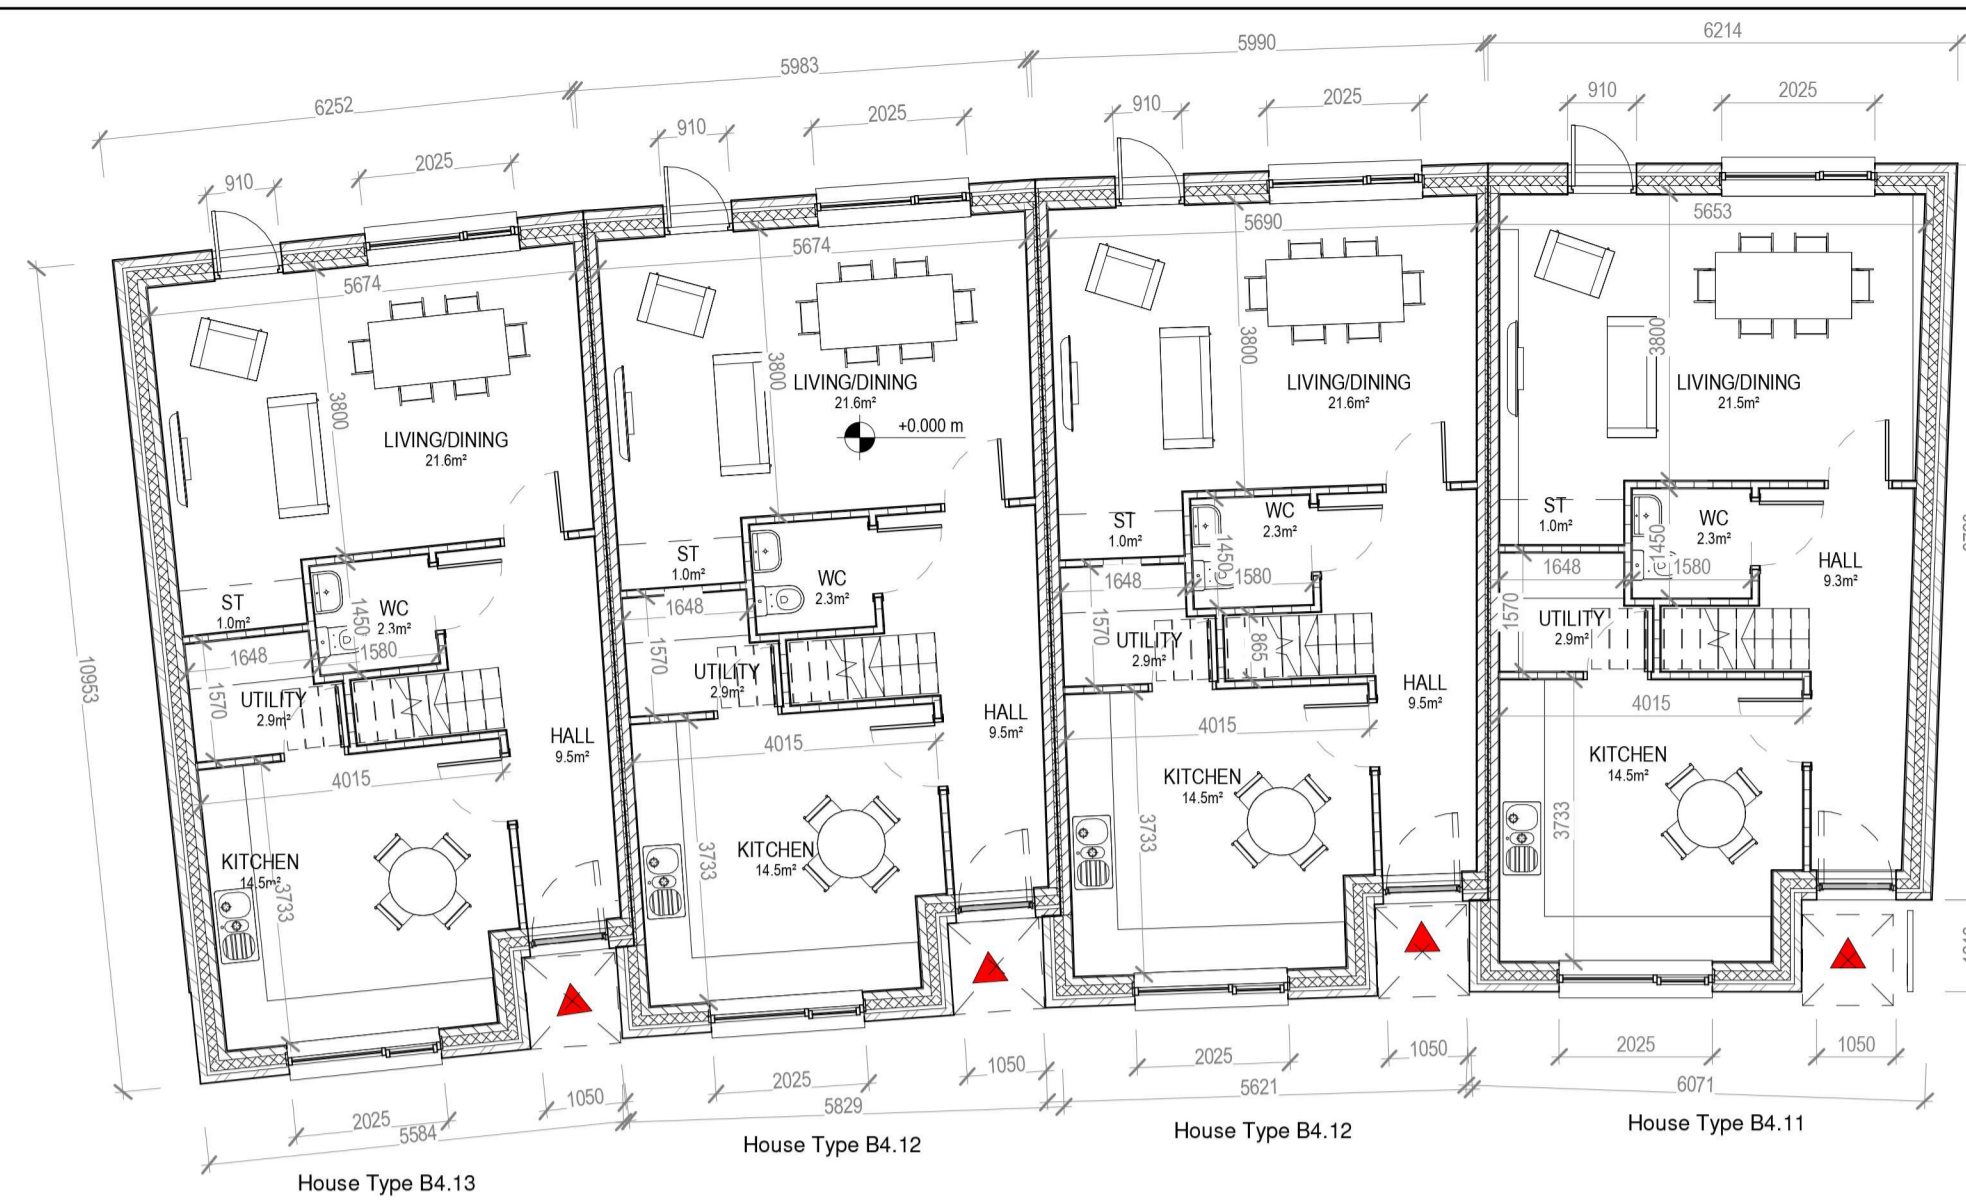 6252
5983
5990
6214
910
2025
910
2025
910
2025
910
2025
5674
5674
5690
5653
3800
3800
3800
3800
LIVING/DINING
21.6m²
LIVING/DINING
21.6m²
+0.000 m
LIVING/DINING
21.6m²
LIVING/DINING
21.5m²
ST
1.0m²
WC
2.3m²
1450
1580
1648
1570
UTILITY
2.9m²
HALL
9.5m²
4015
KITCHEN
14.5m²
3733
10953
ST
1.0m²
WC
2.3m²
1648
1570
UTILITY
2.9m²
HALL
9.5m²
4015
KITCHEN
14.5m²
3733
ST
1.0m²
WC
2.3m²
1450
1580
1648
1570
UTILITY
2.9m²
865
HALL
9.5m²
4015
KITCHEN
14.5m²
3733
ST
1.0m²
WC
2.3m²
1450
1580
1648
1570
UTILITY
2.9m²
HALL
9.3m²
4015
KITCHEN
14.5m²
3733
2025
1050
5584
2025
1050
5829
2025
1050
5621
2025
1050
6071
House Type B4.13
House Type B4.12
House Type B4.12
House Type B4.11